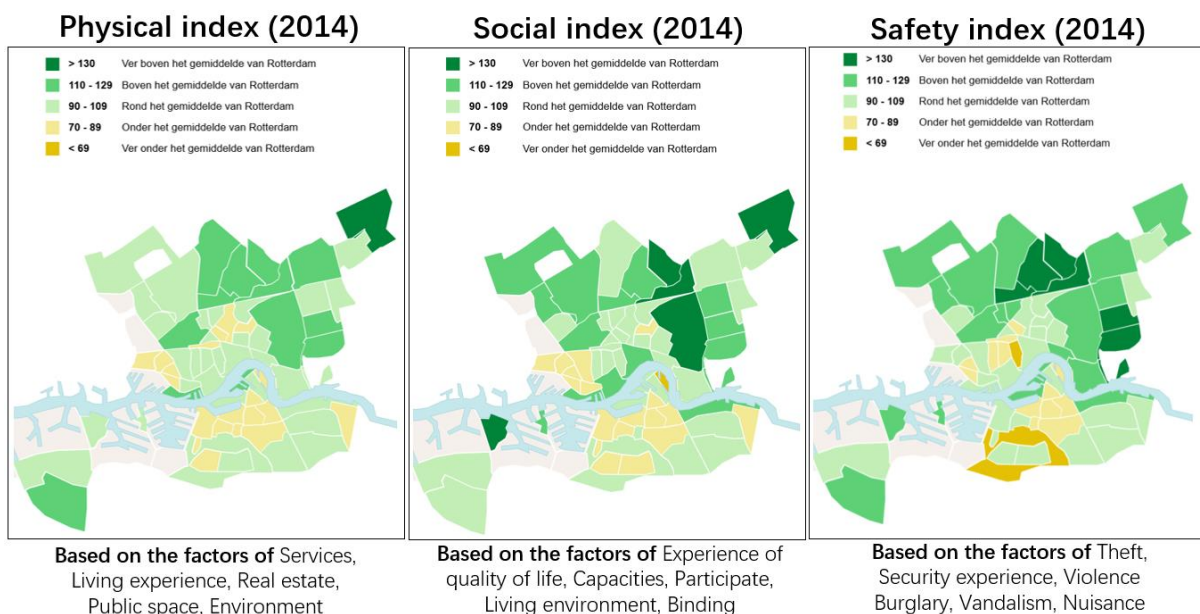 Physical index (2014)
> 130 Ver boven het gemiddelde van Rotterdam
110 - 129 Boven het gemiddelde van Rotterdam
90 - 109 Rond het gemiddelde van Rotterdam
70 - 89 Onder het gemiddelde van Rotterdam
< 69 Ver onder het gemiddelde van Rotterdam
Based on the factors of Services,
Living experience, Real estate,
Public space, Environment
Social index (2014)
> 130 Ver boven het gemiddelde van Rotterdam
110 - 129 Boven het gemiddelde van Rotterdam
90 - 109 Rond het gemiddelde van Rotterdam
70 - 89 Onder het gemiddelde van Rotterdam
< 69 Ver onder het gemiddelde van Rotterdam
Based on the factors of Experience of
quality of life, Capacities, Participate,
Living environment, Binding
Safety index (2014)
> 130 Ver boven het gemiddelde van Rotterdam
110 - 129 Boven het gemiddelde van Rotterdam
90 - 109 Rond het gemiddelde van Rotterdam
70 - 89 Onder het gemiddelde van Rotterdam
< 69 Ver onder het gemiddelde van Rotterdam
Based on the factors of Theft,
Security experience, Violence
Burglary, Vandalism, Nuisance